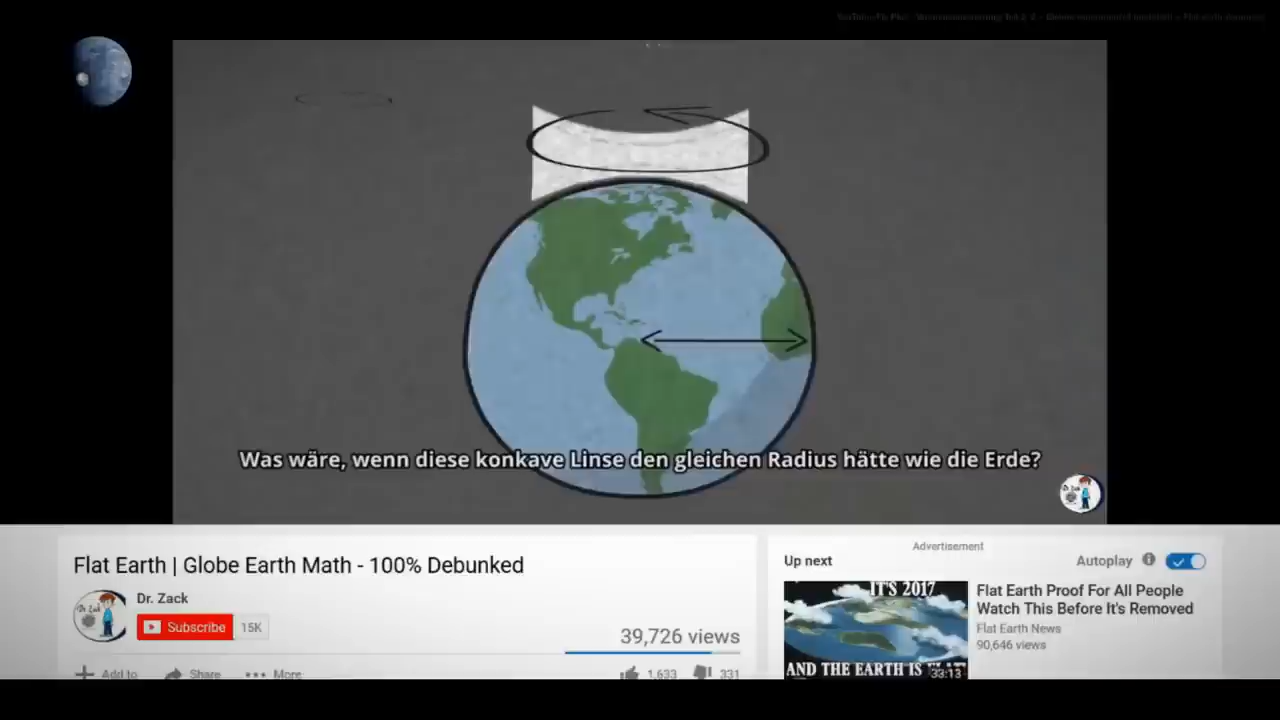 Was wäre, wenn diese konkave Linse den gleichen Radius hätte wie die Erde?
Flat Earth | Globe Earth Math - 100% Debunked
Dr. Zack
Subscribe 15K
39,726 views
Add to Share More
1,633 331
Advertisement
Up next Autoplay
IT'S 2017
AND THE EARTH IS
33:13
Flat Earth Proof For All People
Watch This Before It's Removed
Flat Earth News
90,646 views